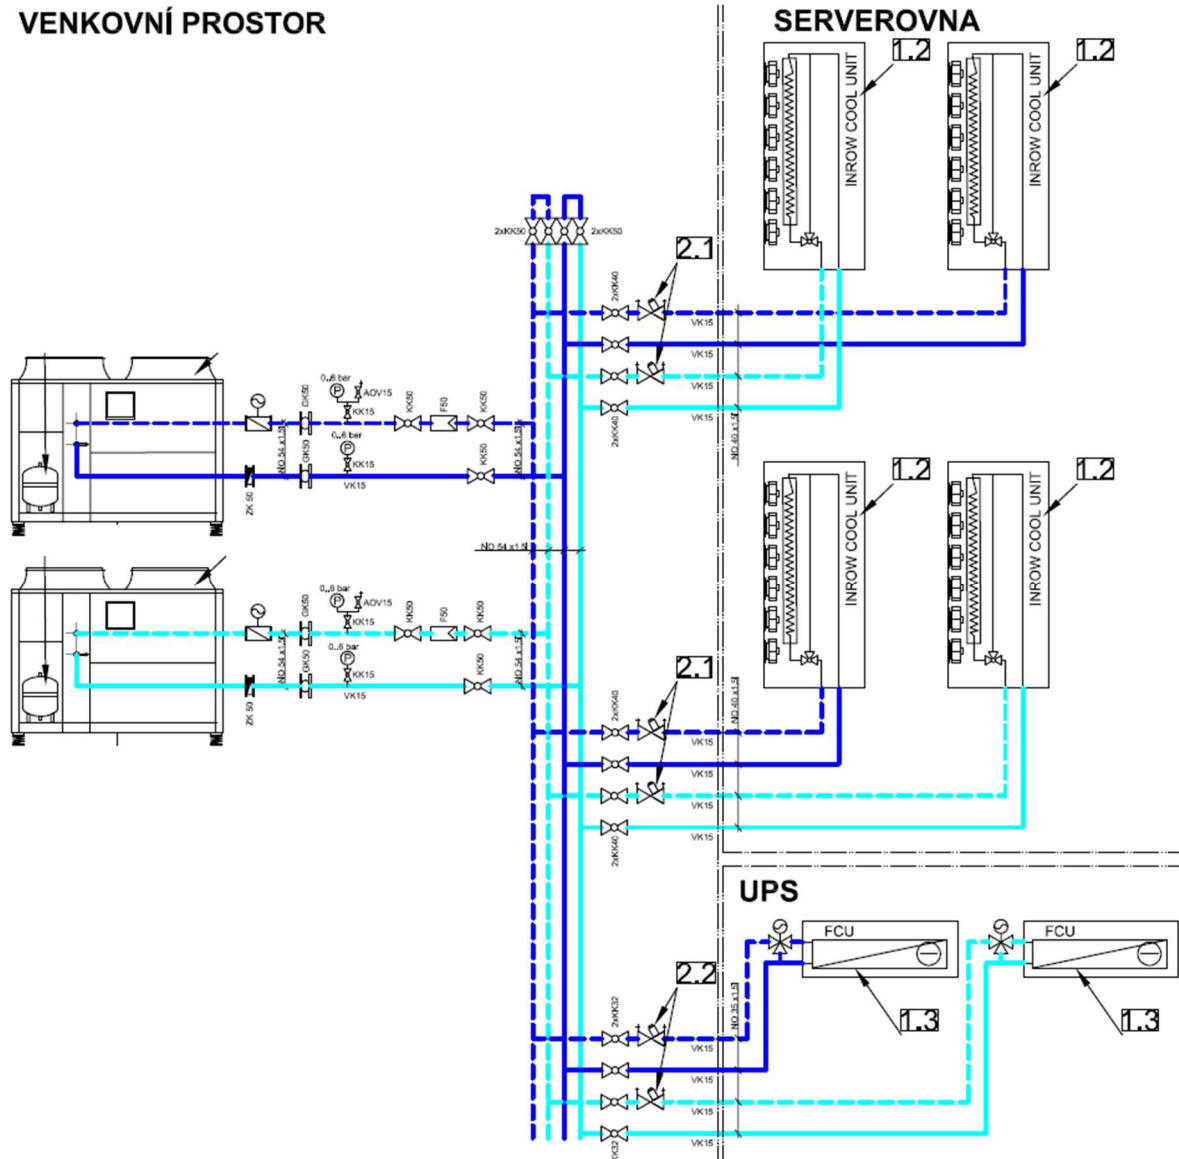 VENKOVNÍ PROSTOR
SERVEROVNA
1.2
1.2
INROW COOL UNIT
INROW COOL UNIT
2xKK50
2xKK50
2.1
2xKK40
VK15
VK15
VK15
2xKK40
VK15
NO 40 x1,5
0..6 bar
AOV15
GK50
KK15
KK50
F50
KK50
NO 54 x1,5
NO 54 x1,5
0..6 bar
GK50
KK15
KK50
ZK 50
VK15
1.2
1.2
INROW COOL UNIT
INROW COOL UNIT
NO 54 x1,5
0..6 bar
AOV15
GK50
KK15
KK50
F50
KK50
NO 54 x1,5
NO 54 x1,5
0..6 bar
GK50
KK15
KK50
ZK 50
VK15
2.1
2xKK40
NO 40 x1,5
VK15
VK15
VK15
2xKK40
VK15
UPS
FCU
FCU
1.3
1.3
2.2
2xKK32
NO 35 x1,5
VK15
VK15
VK15
VK15